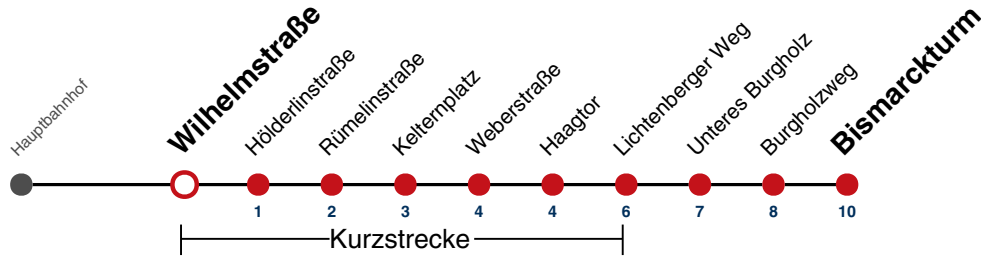 Hauptbahnhof
Wilhelmstraße
Hölderlinstraße
Rümelinstraße
Kelternplatz
Weberstraße
Haagtor
Lichtenberger Weg
Unteres Burgholz
Burgholzweg
Bismarckturm
1 2 3 4 4 6 7 8 10
Kurzstrecke